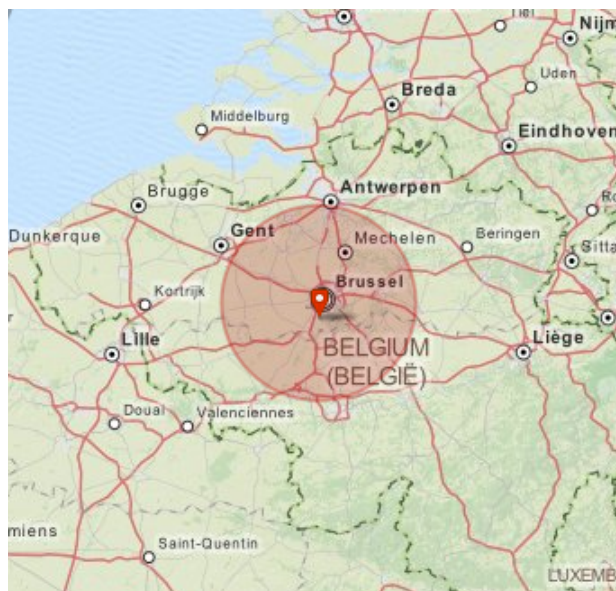 Nijm
Uden
Breda
Middelburg
Eindhoven
Brugge
Antwerpen
Gent
Dunkerque
Mechelen
Beringen
Sitta
Brussel
Kortrijk
Lille
BELGIUM
(BELGIË)
Liège
Douai
Valenciennes
miens
Saint-Quentin
LUXEMB